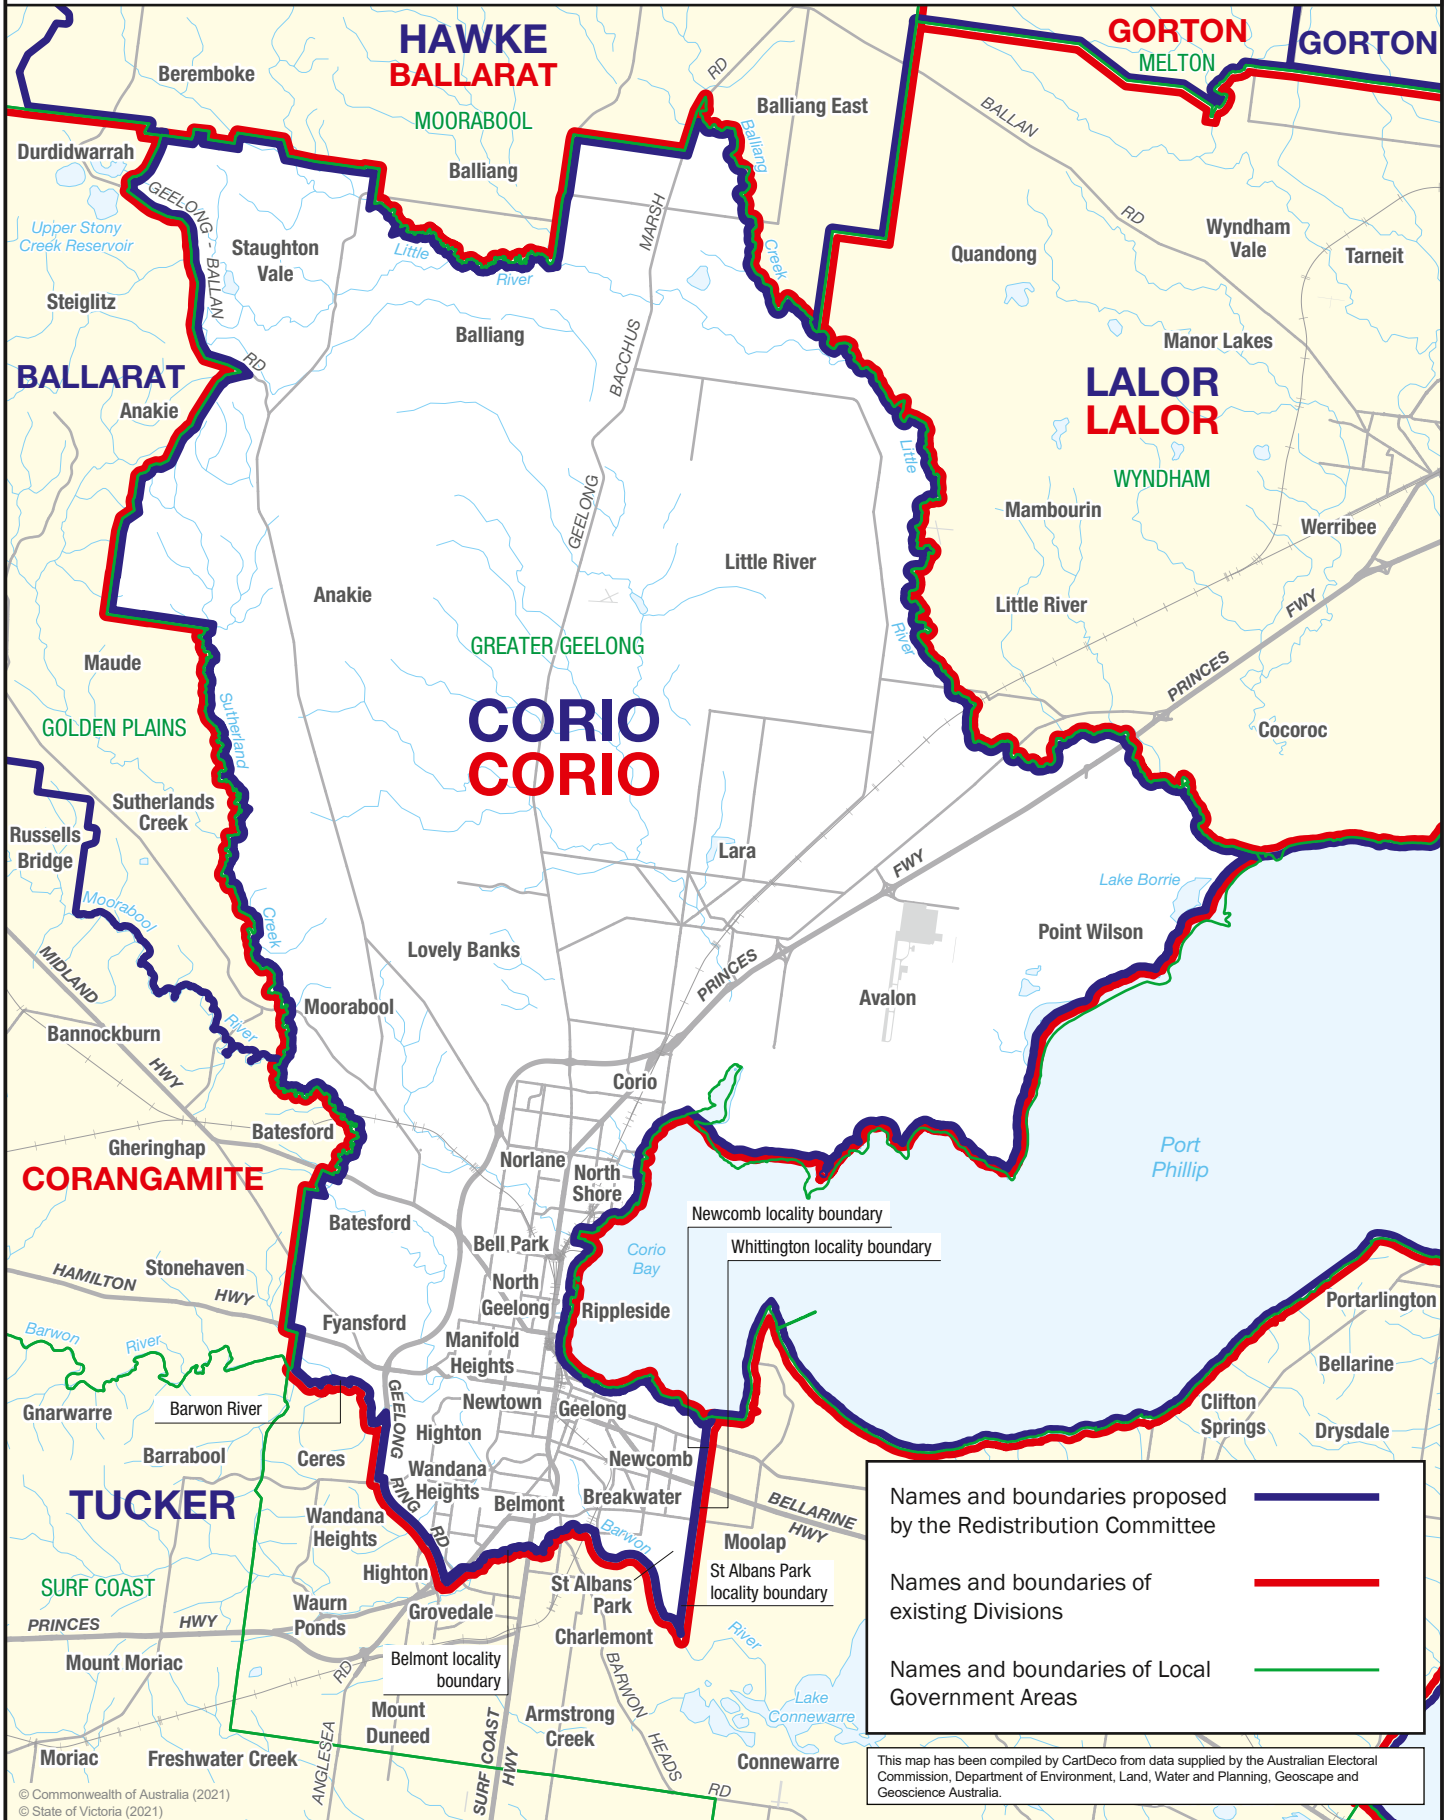 HAWKE
BALLARAT
MOORABOOL
GORTON
MELTON
GORTON
Beremboke
RD
Balliang East
BALLAN
Durdidwarrah
Balliang
Balliang
GEELONG - BALLAN
RD
Upper Stony
Creek Reservoir
Staughton
Vale
Little
River
MARSH
Creek
RD
Quandong
Wyndham
Vale
Tarneit
Steiglitz
Balliang
BACCHUS
Manor Lakes
BALLARAT
Anakie
LALOR
LALOR
WYNDHAM
Little
River
GEELONG
Mambourin
Werribee
Little River
Anakie
Little River
FWY
PRINCES
GREATER GEELONG
Maude
Sutherland
Creek
GOLDEN PLAINS
CORIO
CORIO
Cocoroc
Sutherlands
Creek
Russells
Bridge
Lara
FWY
PRINCES
Lake Borrie
Moorabool
River
Point Wilson
MIDLAND
HWY
Lovely Banks
Avalon
Moorabool
Bannockburn
Corio
Batesford
Gheringhap
CORANGAMITE
Norlane
North
Shore
Port
Phillip
Newcomb locality boundary
Whittington locality boundary
Batesford
Bell Park
Corio
Bay
Stonehaven
HAMILTON
HWY
North
Geelong
Rippleside
Portarlington
Fyansford
Manifold
Heights
Barwon
River
Bellarine
Gnarwarre
Barwon River
GEELONG
RING
RD
Newtown
Geelong
Clifton
Springs
Drysdale
Highton
Barrabool
Ceres
Newcomb
Wandana
Heights
TUCKER
Belmont
Breakwater
BELLARINE
HWY
Wandana
Heights
Barwon
Moolap
SURF COAST
Highton
St Albans
Park
St Albans Park
locality boundary
PRINCES
HWY
Waurn
Ponds
Grovedale
Charlemont
River
Mount Moriac
RD
Belmont locality
boundary
BARWON
HEADS
RD
Lake
Connewarre
Mount
Duneed
Armstrong
Creek
Moriac
Freshwater Creek
ANGLESEA
SURF COAST
HWY
Connewarre
Names and boundaries proposed
by the Redistribution Committee
Names and boundaries of
existing Divisions
Names and boundaries of Local
Government Areas
This map has been compiled by CartDeco from data supplied by the Australian Electoral
Commission, Department of Environment, Land, Water and Planning, Geoscape and
Geoscience Australia.
© Commonwealth of Australia (2021)
© State of Victoria (2021)